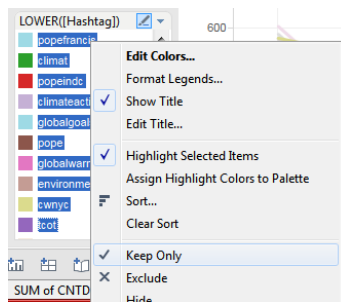 LOWER([Hashtag])
popefrancis
climat
popeindc
climateacti
globalgoal
pope
globalwarr
environme
cwnyc
tcot
SUM of CNTD
600
Edit Colors...
Format Legends...
Show Title
Edit Title...
Highlight Selected Items
Assign Highlight Colors to Palette
Sort...
Clear Sort
Keep Only
Exclude
Hide